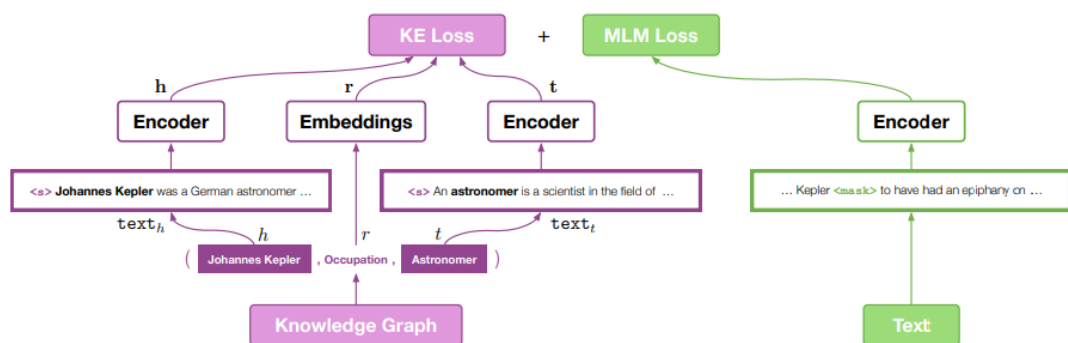 KE Loss + MLM Loss
h r t
Encoder Embeddings Encoder Encoder
<s> Johannes Kepler was a German astronomer ...
<s> An astronomer is a scientist in the field of ...
... Kepler <mask> to have had an epiphany on ...
text_h h r t text_t
( Johannes Kepler , Occupation , Astronomer )
Knowledge Graph Text